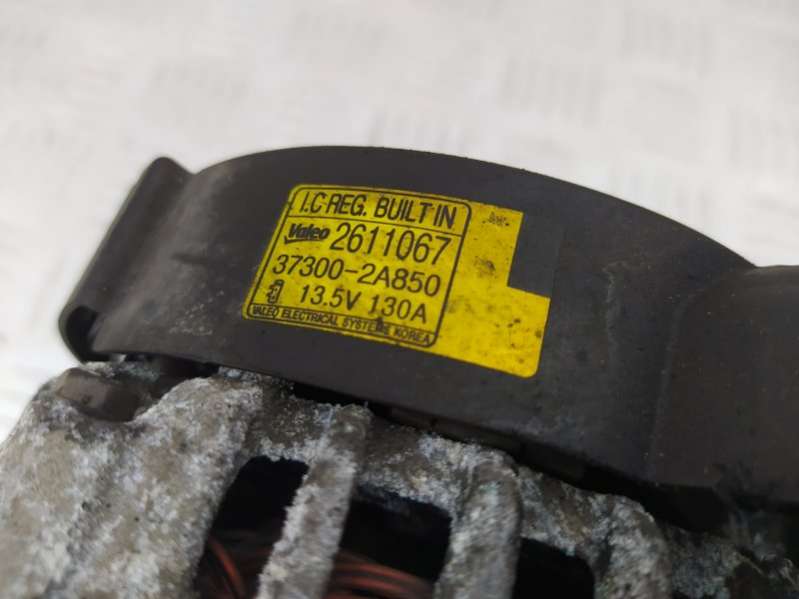 I.C REG. BUILT IN
Valeo 2611067
37300-2A850
13.5V 130A
VALEO ELECTRICAL SYSTEMS KOREA